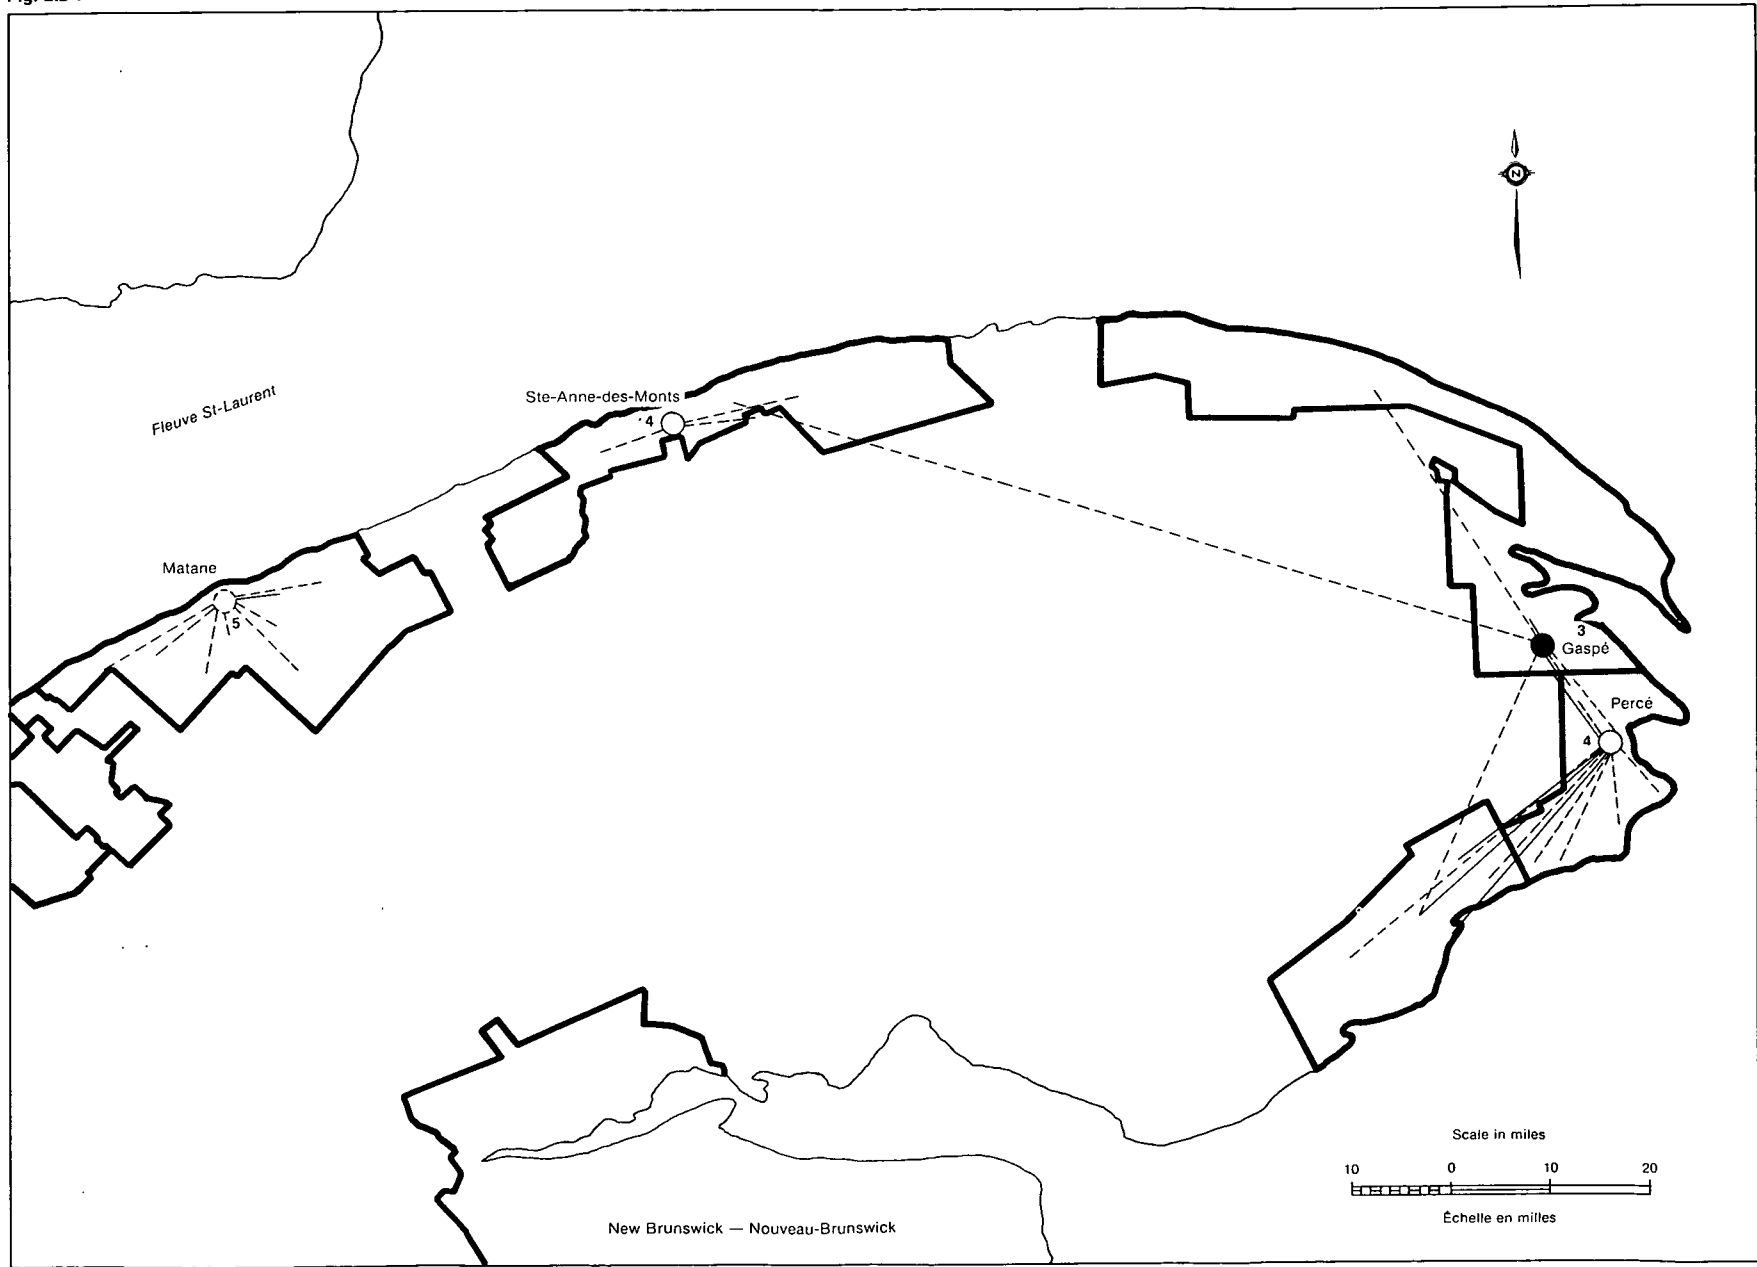 N
Ste-Anne-des-Monts
4
Fleuve St-Laurent
Matane
5
3
Gaspé
Percé
4
Scale in miles
10 0 10 20
Échelle en milles
New Brunswick — Nouveau-Brunswick